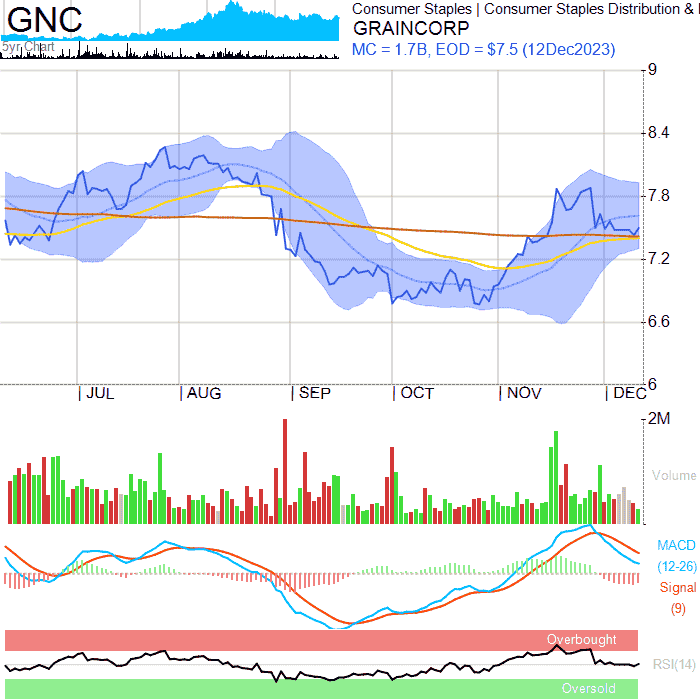 GNC
Consumer Staples | Consumer Staples Distribution &
GRAINCORP
5yr Chart
MC = 1.7B, EOD = $7.5 (12Dec2023)
9
8.4
7.8
7.2
6.6
6
JUL
AUG
SEP
OCT
NOV
DEC
2M
Volume
MACD
(12-26)
Signal
(9)
Overbought
RSI(14)
Oversold